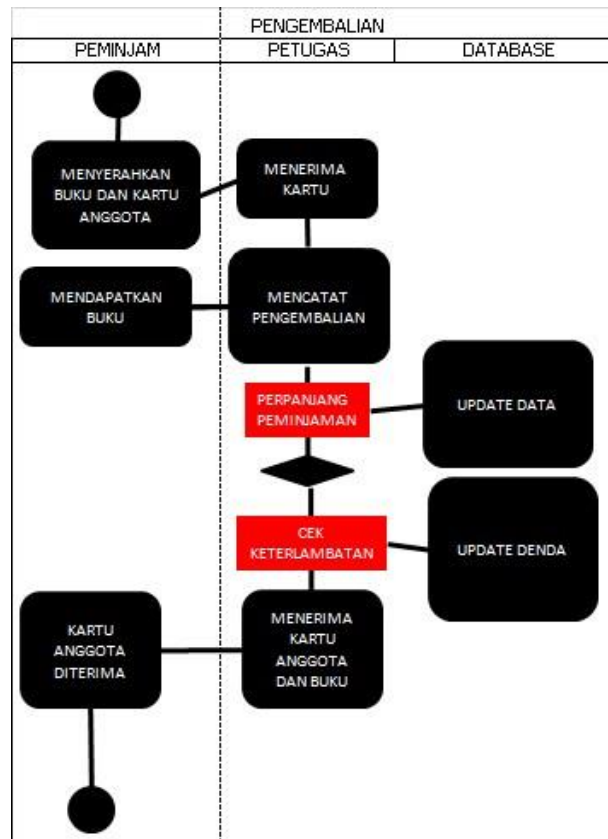 PENGEMBALIAN
PEMINJAM
PETUGAS
DATABASE
MENYERAHKAN
BUKU DAN KARTU
ANGGOTA
MENERIMA
KARTU
MENDAPATKAN
BUKU
MENCATAT
PENGEMBALIAN
PERPANJANG
PEMINJAMAN
UPDATE DATA
CEK
KETERLAMBATAN
UPDATE DENDA
KARTU
ANGGOTA
DITERIMA
MENERIMA
KARTU
ANGGOTA
DAN BUKU